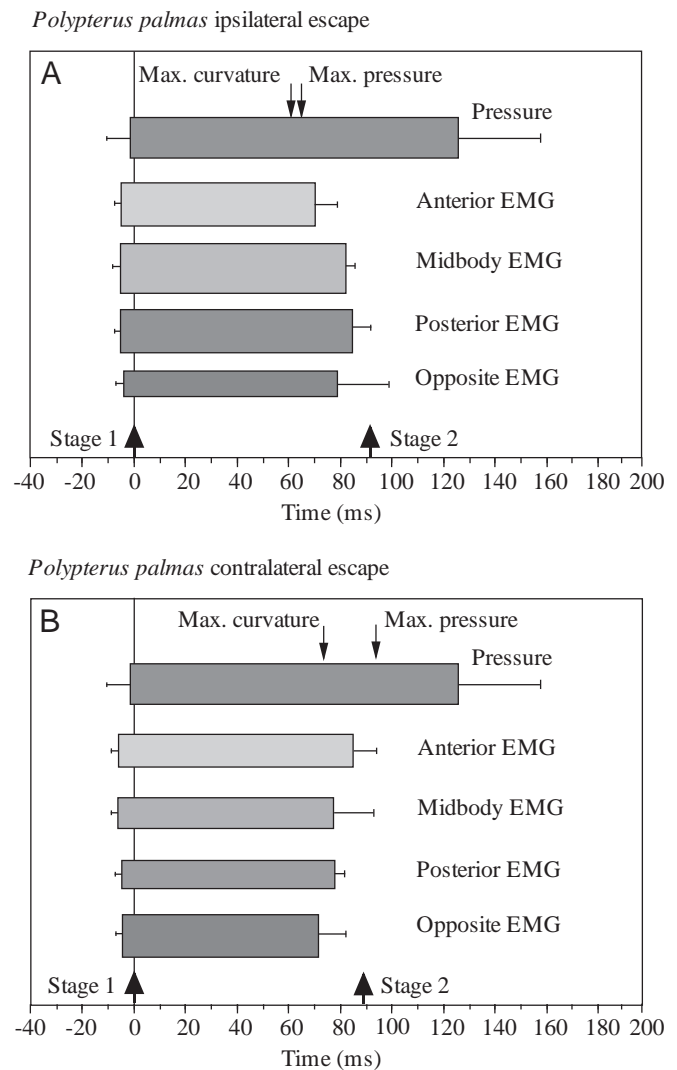 Polypterus palmas ipsilateral escape
A
Max. curvature Max. pressure
Pressure
Anterior EMG
Midbody EMG
Posterior EMG
Opposite EMG
Stage 1 Stage 2
-40 -20 0 20 40 60 80 100 120 140 160 180 200
Time (ms)
Polypterus palmas contralateral escape
B
Max. curvature Max. pressure
Pressure
Anterior EMG
Midbody EMG
Posterior EMG
Opposite EMG
Stage 1 Stage 2
-40 -20 0 20 40 60 80 100 120 140 160 180 200
Time (ms)